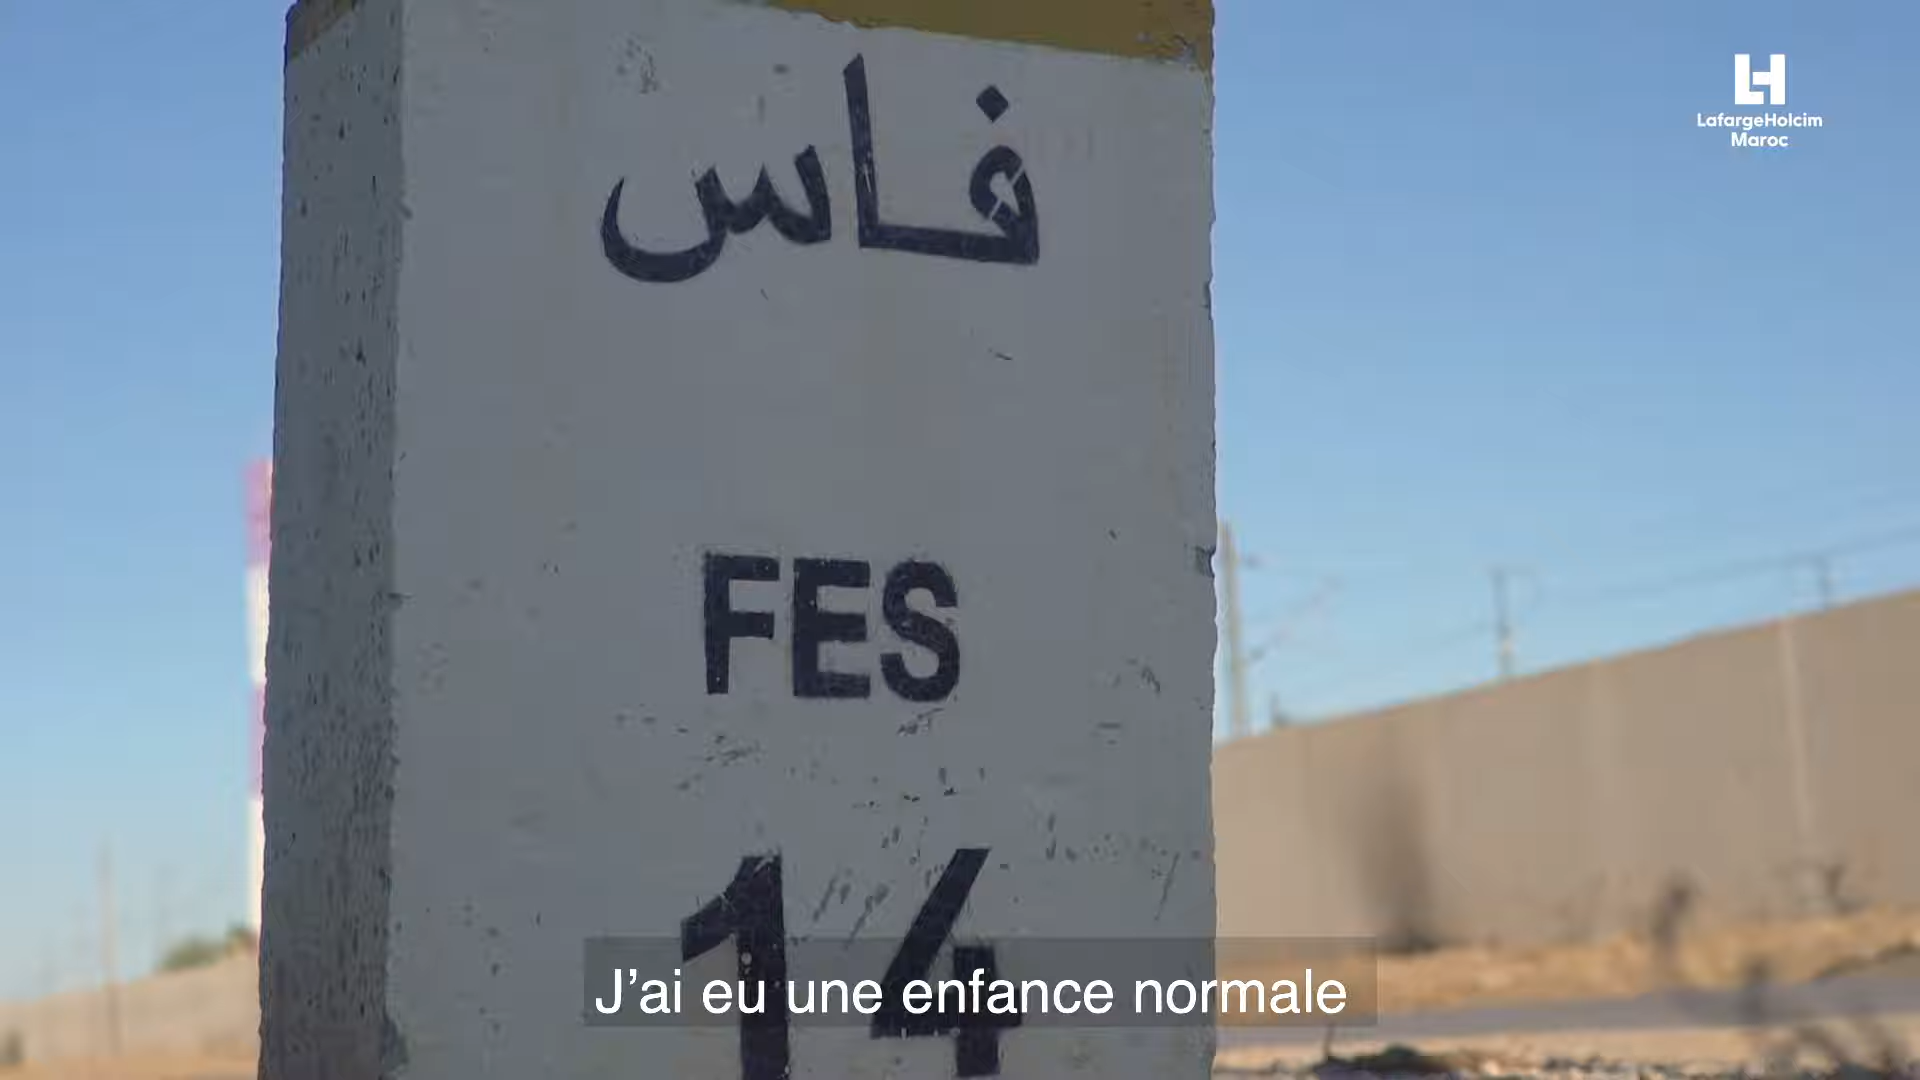 فاس
FES
14
J’ai eu une enfance normale
LafargeHolcim
Maroc